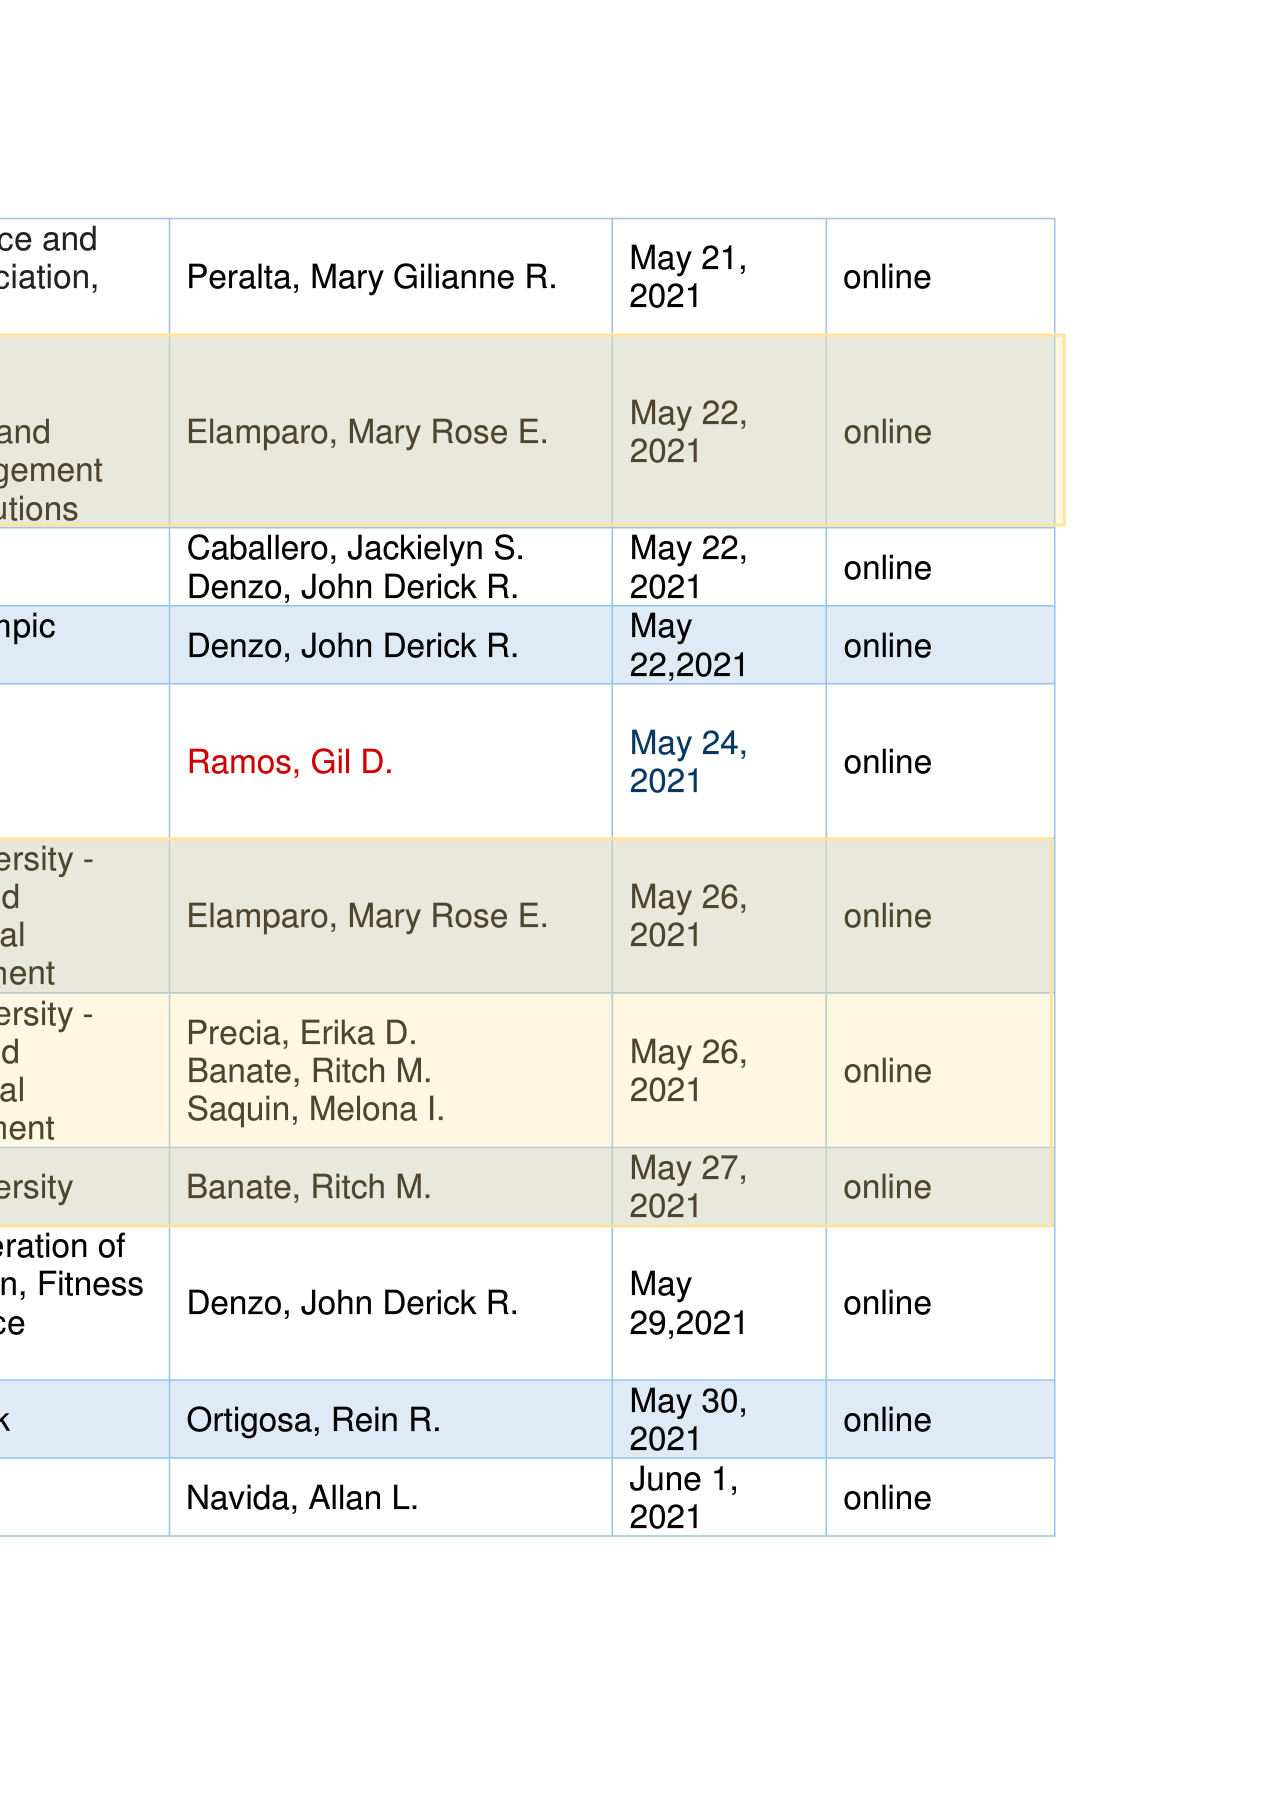 ce and
ciation,
Peralta, Mary Gilianne R.
May 21,
2021
online
and
gement
utions
Elamparo, Mary Rose E.
May 22,
2021
online
Caballero, Jackielyn S.
Denzo, John Derick R.
May 22,
2021
online
mpic
Denzo, John Derick R.
May
22,2021
online
Ramos, Gil D.
May 24,
2021
online
ersity -
d
al
ment
Elamparo, Mary Rose E.
May 26,
2021
online
ersity -
d
al
ment
Precia, Erika D.
Banate, Ritch M.
Saquin, Melona I.
May 26,
2021
online
ersity
Banate, Ritch M.
May 27,
2021
online
eration of
n, Fitness
ce
Denzo, John Derick R.
May
29,2021
online
k
Ortigosa, Rein R.
May 30,
2021
online
Navida, Allan L.
June 1,
2021
online